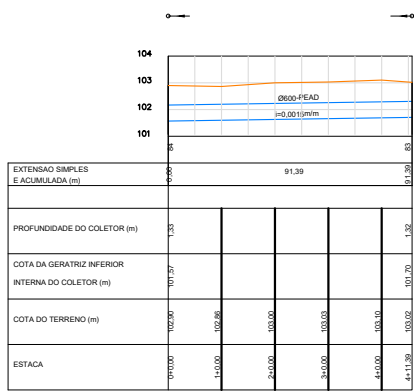 104
103
102
101
Ø600-PEAD
i=0,0015m/m
84
83
EXTENSAO SIMPLES
E ACUMULADA (m)
91,39
91,39
PROFUNDIDADE DO COLETOR (m)
1,33
1,32
COTA DA GERATRIZ INFERIOR
INTERNA DO COLETOR (m)
101,57
101,70
COTA DO TERRENO (m)
102,90
102,86
103,00
103,03
103,10
103,02
ESTACA
0+0,00
1+0,00
2+0,00
3+0,00
4+0,00
4+11,39